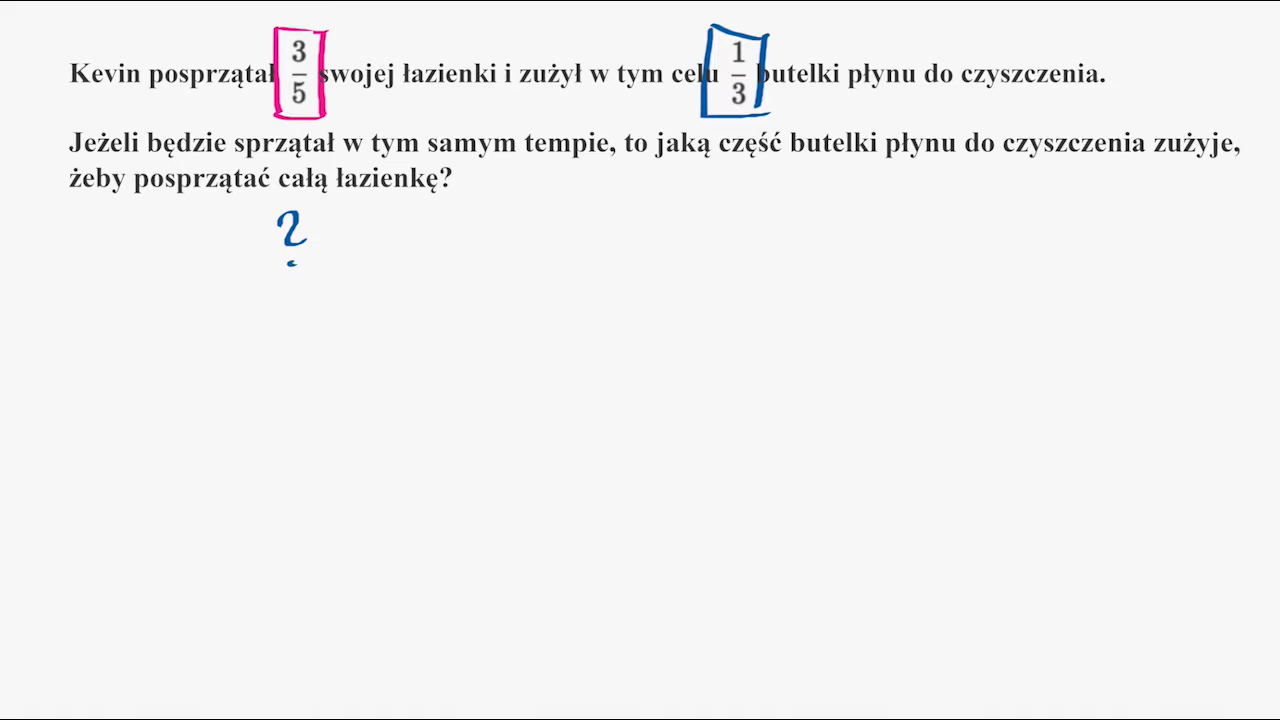 Kevin posprzątał 3/5 swojej łazienki i zużył w tym celu 1/3 butelki płynu do czyszczenia.
Jeżeli będzie sprzątał w tym samym tempie, to jaką część butelki płynu do czyszczenia zużyje,
żeby posprzątać całą łazienkę?
?